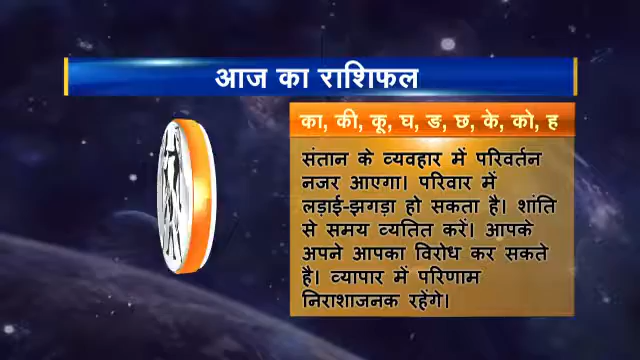 आज का राशिफल
का, की, कू, घ, ङ, छ, के, को, ह
संतान के व्यवहार में परिवर्तन
नजर आएगा। परिवार में
लड़ाई-झगड़ा हो सकता है। शांति
से समय व्यतित करें। आपके
अपने आपका विरोध कर सकते
है। व्यापार में परिणाम
निराशाजनक रहेंगे।